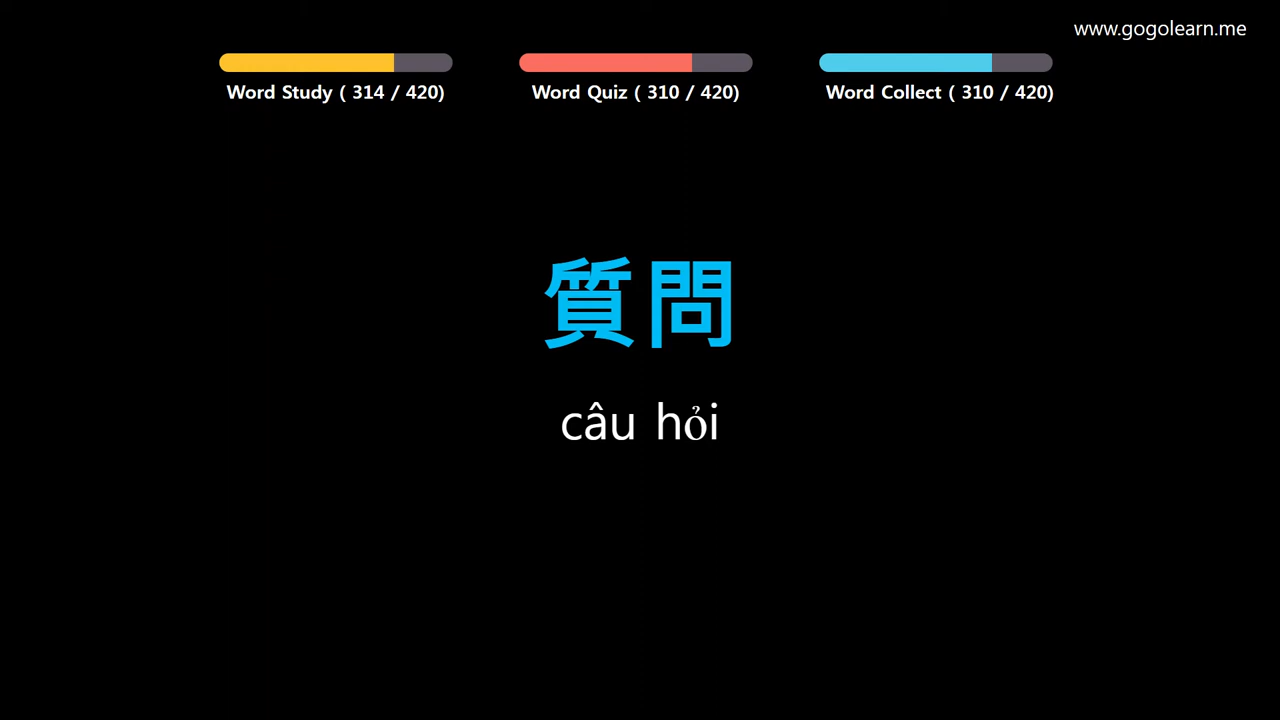 www.gogolearn.me
Word Study ( 314 / 420)
Word Quiz ( 310 / 420)
Word Collect ( 310 / 420)
質問
câu hỏi